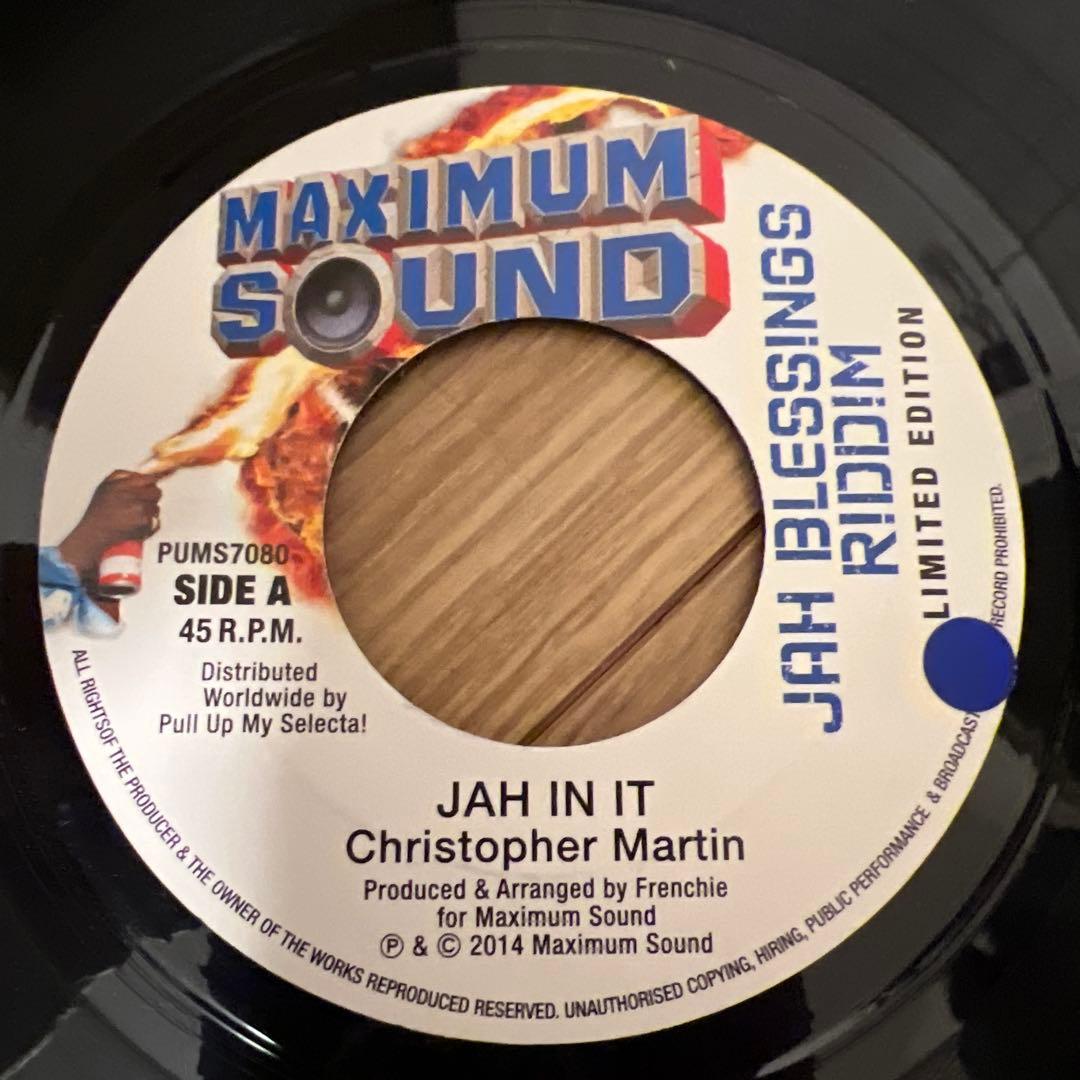 MAXIMUM
SOUND
JAH BLESSINGS
RIDDIM
LIMITED EDITION
PUMS7080
SIDE A
45 R.P.M.
Distributed
Worldwide by
Pull Up My Selecta!
JAH IN IT
Christopher Martin
Produced & Arranged by Frenchie
for Maximum Sound
Ⓟ & © 2014 Maximum Sound
ALL RIGHTSOF THE PRODUCER & THE OWNER OF THE WORKS REPRODUCED RESERVED. UNAUTHORISED COPYING, HIRING, PUBLIC PERFORMANCE & BROADCAST RECORD PROHIBITED.